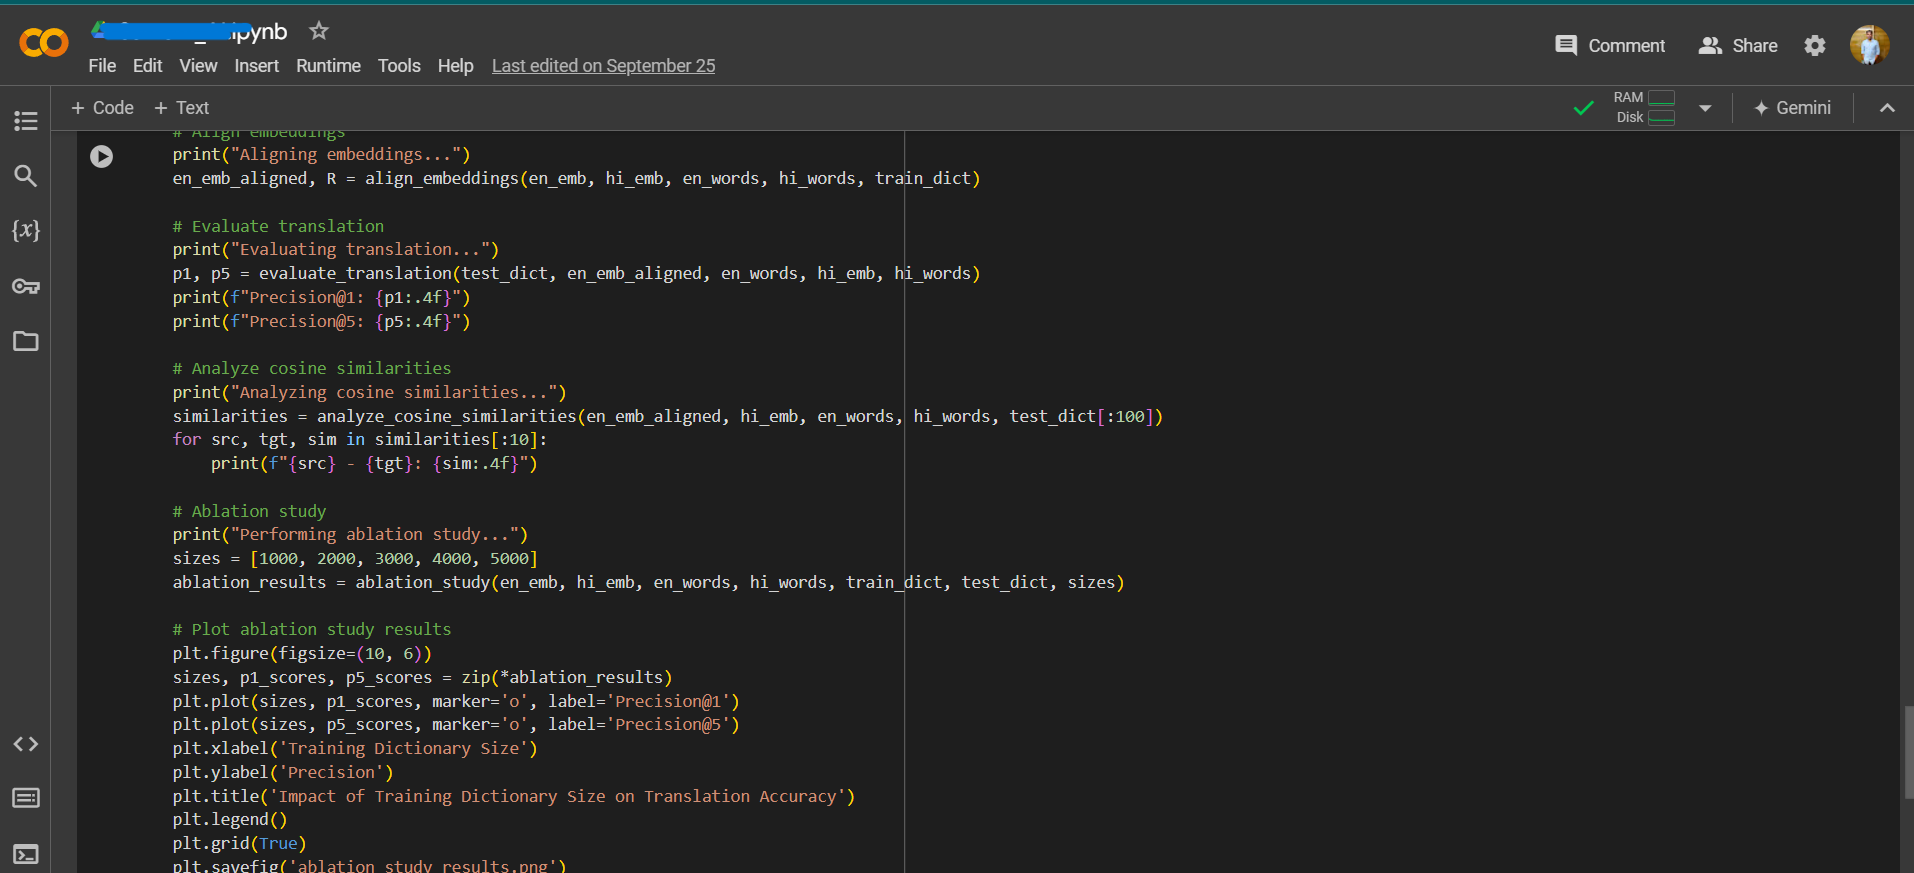 pynb
File Edit View Insert Runtime Tools Help Last edited on September 25
Comment Share
+ Code + Text
RAM
Disk
Gemini
# Align embeddings
print("Aligning embeddings...")
en_emb_aligned, R = align_embeddings(en_emb, hi_emb, en_words, hi_words, train_dict)
# Evaluate translation
print("Evaluating translation...")
p1, p5 = evaluate_translation(test_dict, en_emb_aligned, en_words, hi_emb, hi_words)
print(f"Precision@1: {p1:.4f}")
print(f"Precision@5: {p5:.4f}")
# Analyze cosine similarities
print("Analyzing cosine similarities...")
similarities = analyze_cosine_similarities(en_emb_aligned, hi_emb, en_words, hi_words, test_dict[:100])
for src, tgt, sim in similarities[:10]:
    print(f"{src} - {tgt}: {sim:.4f}")
# Ablation study
print("Performing ablation study...")
sizes = [1000, 2000, 3000, 4000, 5000]
ablation_results = ablation_study(en_emb, hi_emb, en_words, hi_words, train_dict, test_dict, sizes)
# Plot ablation study results
plt.figure(figsize=(10, 6))
sizes, p1_scores, p5_scores = zip(*ablation_results)
plt.plot(sizes, p1_scores, marker='o', label='Precision@1')
plt.plot(sizes, p5_scores, marker='o', label='Precision@5')
plt.xlabel('Training Dictionary Size')
plt.ylabel('Precision')
plt.title('Impact of Training Dictionary Size on Translation Accuracy')
plt.legend()
plt.grid(True)
plt.savefig('ablation_study_results.png')